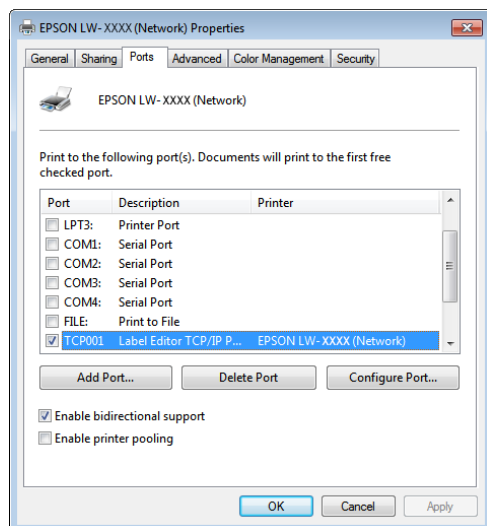 EPSON LW-XXXX (Network) Properties
General Sharing Ports Advanced Color Management Security
EPSON LW-XXXX (Network)
Print to the following port(s). Documents will print to the first free
checked port.
Port Description Printer
LPT3: Printer Port
COM1: Serial Port
COM2: Serial Port
COM3: Serial Port
COM4: Serial Port
FILE: Print to File
TCP001 Label Editor TCP/IP P... EPSON LW-XXXX (Network)
Add Port... Delete Port Configure Port...
Enable bidirectional support
Enable printer pooling
OK Cancel Apply